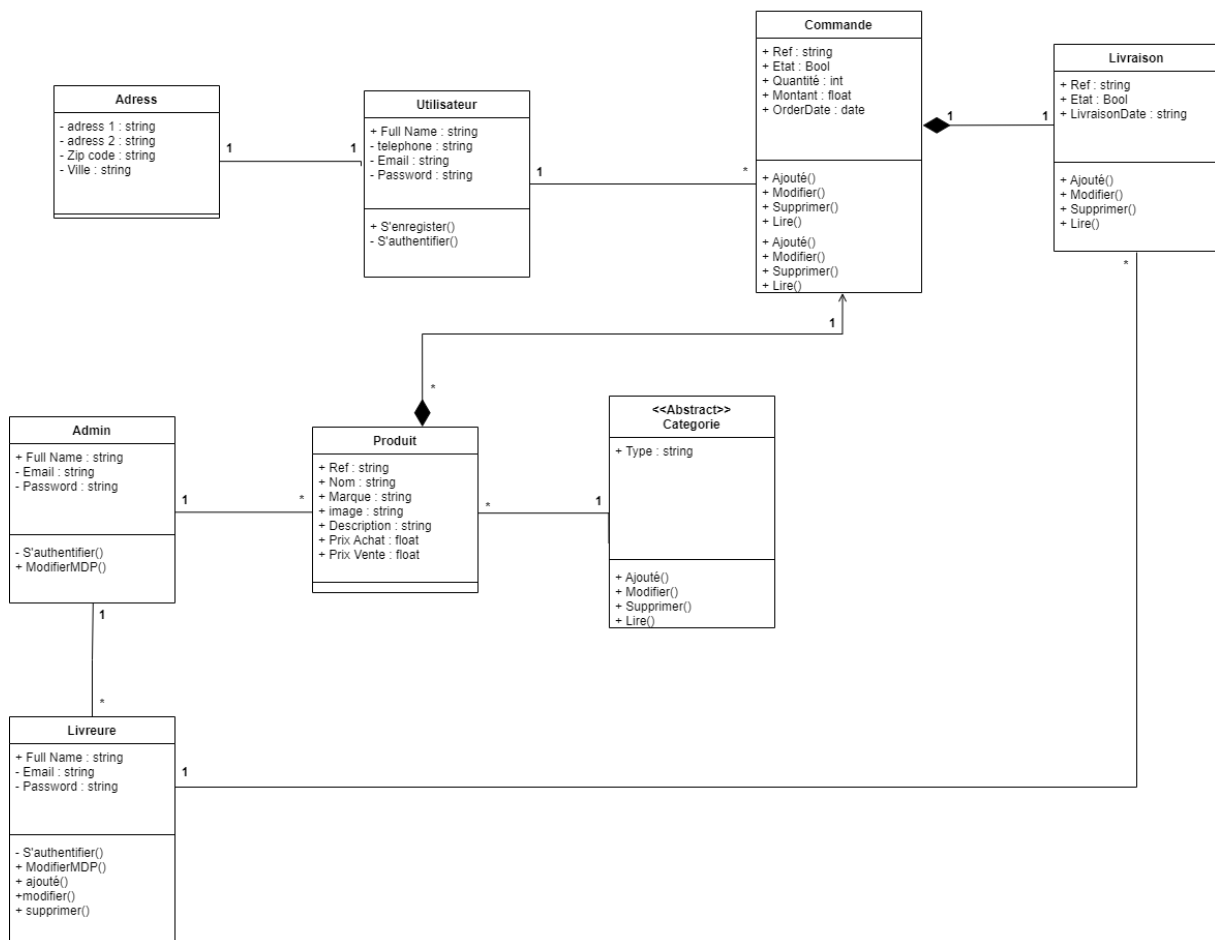 Commande
+ Ref : string
+ Etat : Bool
+ Quantité : int
+ Montant : float
+ OrderDate : date
+ Ajouté()
+ Modifier()
+ Supprimer()
+ Lire()
+ Ajouté()
+ Modifier()
+ Supprimer()
+ Lire()
Livraison
+ Ref : string
+ Etat : Bool
+ LivraisonDate : string
+ Ajouté()
+ Modifier()
+ Supprimer()
+ Lire()
Adress
- adress 1 : string
- adress 2 : string
- Zip code : string
- Ville : string
Utilisateur
+ Full Name : string
- telephone : string
- Email : string
- Password : string
+ S'enregister()
- S'authentifier()
1
1
1
*
1
1
*
1
*
Admin
+ Full Name : string
- Email : string
- Password : string
- S'authentifier()
+ ModifierMDP()
1
*
Produit
+ Ref : string
+ Nom : string
+ Marque : string
+ image : string
+ Description : string
+ Prix Achat : float
+ Prix Vente : float
*
1
<<Abstract>>
Categorie
+ Type : string
+ Ajouté()
+ Modifier()
+ Supprimer()
+ Lire()
1
*
Livreure
+ Full Name : string
- Email : string
- Password : string
- S'authentifier()
+ ModifierMDP()
+ ajouté()
+modifier()
+ supprimer()
1